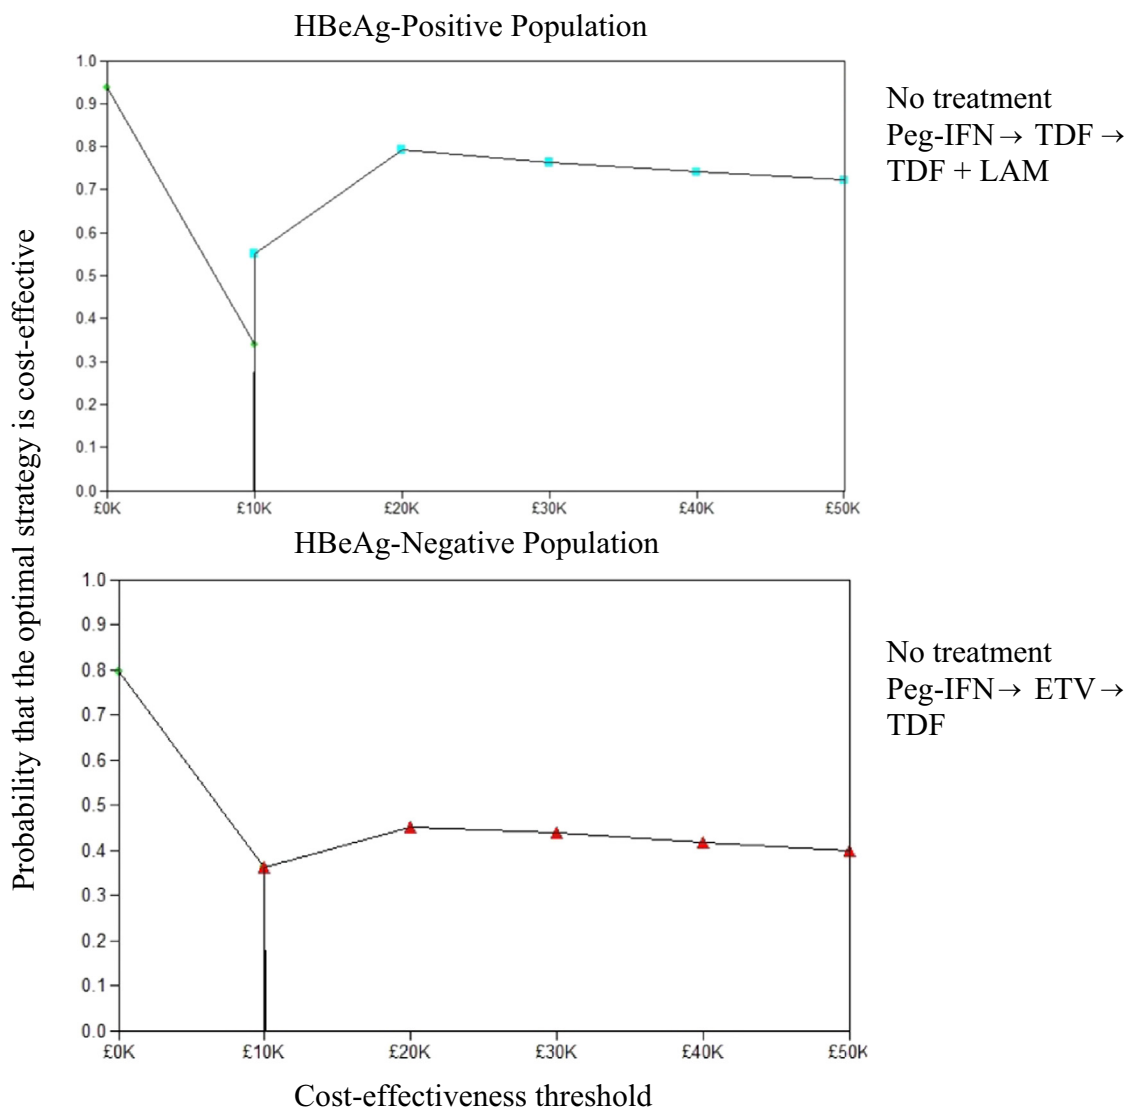 HBeAg-Positive Population
1.0
0.9
0.8
0.7
0.6
0.5
0.4
0.3
0.2
0.1
0.0
£0K £10K £20K £30K £40K £50K
No treatment
Peg-IFN→ TDF→
TDF + LAM
Probability that the optimal strategy is cost-effective
HBeAg-Negative Population
1.0
0.9
0.8
0.7
0.6
0.5
0.4
0.3
0.2
0.1
0.0
£0K £10K £20K £30K £40K £50K
No treatment
Peg-IFN→ ETV→
TDF
Cost-effectiveness threshold